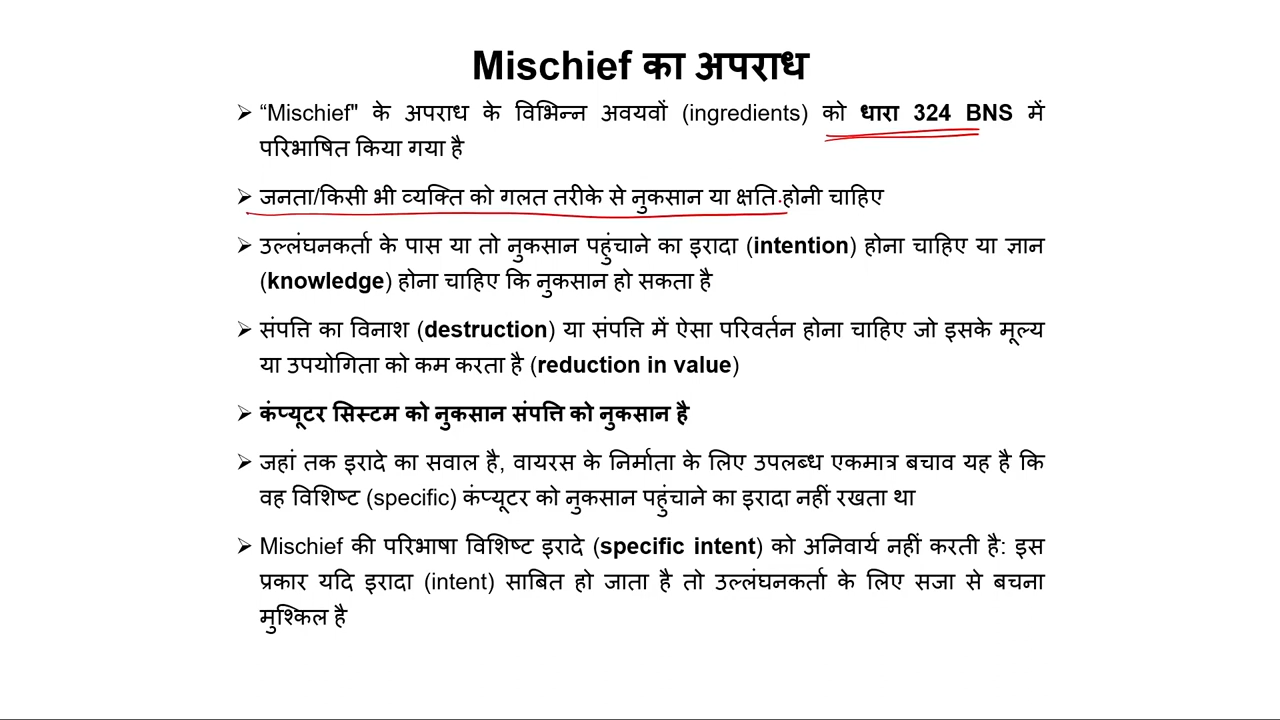 Mischief का अपराध
➢ “Mischief" के अपराध के विभिन्न अवयवों (ingredients) को धारा 324 BNS में
परिभाषित किया गया है
➢ जनता/किसी भी व्यक्ति को गलत तरीके से नुकसान या क्षति होनी चाहिए
➢ उल्लंघनकर्ता के पास या तो नुकसान पहुंचाने का इरादा (intention) होना चाहिए या ज्ञान
(knowledge) होना चाहिए कि नुकसान हो सकता है
➢ संपत्ति का विनाश (destruction) या संपत्ति में ऐसा परिवर्तन होना चाहिए जो इसके मूल्य
या उपयोगिता को कम करता है (reduction in value)
➢ कंप्यूटर सिस्टम को नुकसान संपत्ति को नुकसान है
➢ जहां तक इरादे का सवाल है, वायरस के निर्माता के लिए उपलब्ध एकमात्र बचाव यह है कि
वह विशिष्ट (specific) कंप्यूटर को नुकसान पहुंचाने का इरादा नहीं रखता था
➢ Mischief की परिभाषा विशिष्ट इरादे (specific intent) को अनिवार्य नहीं करती है: इस
प्रकार यदि इरादा (intent) साबित हो जाता है तो उल्लंघनकर्ता के लिए सजा से बचना
मुश्किल है